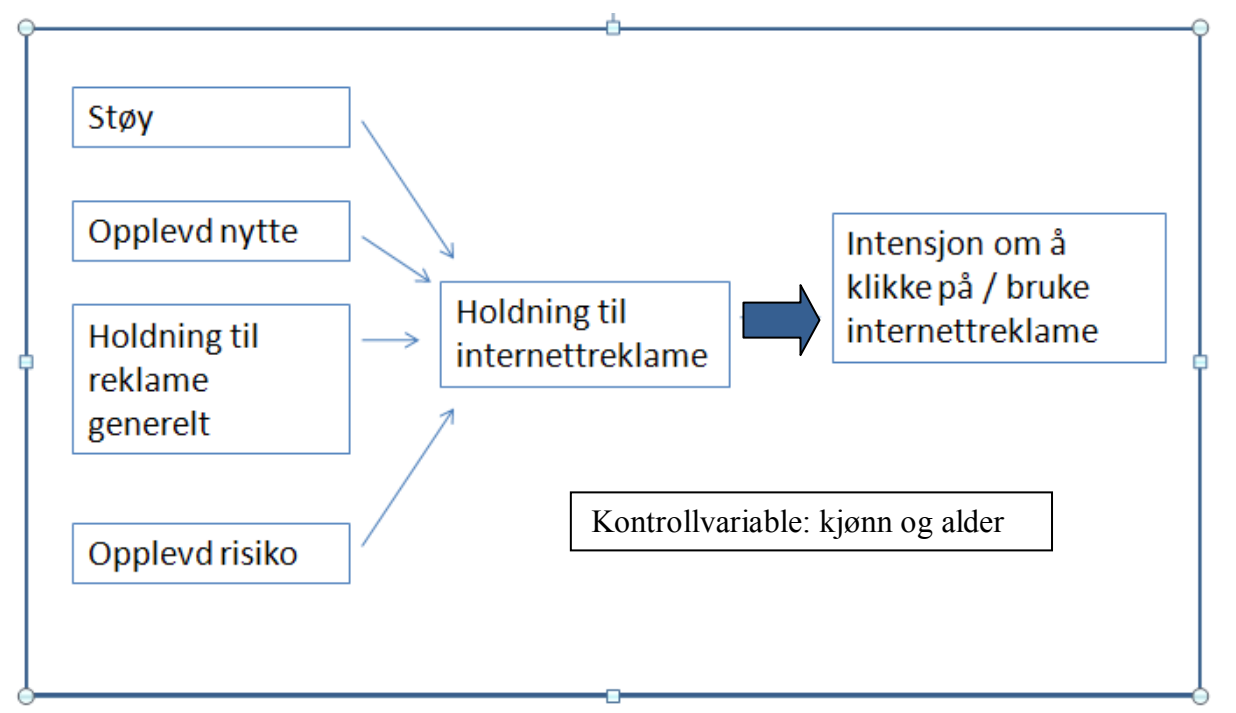 Støy
Opplevd nytte
Holdning til
reklame
generelt
Opplevd risiko
Holdning til
internettreklame
Intensjon om å
klikke på / bruke
internettreklame
Kontrollvariable: kjønn og alder